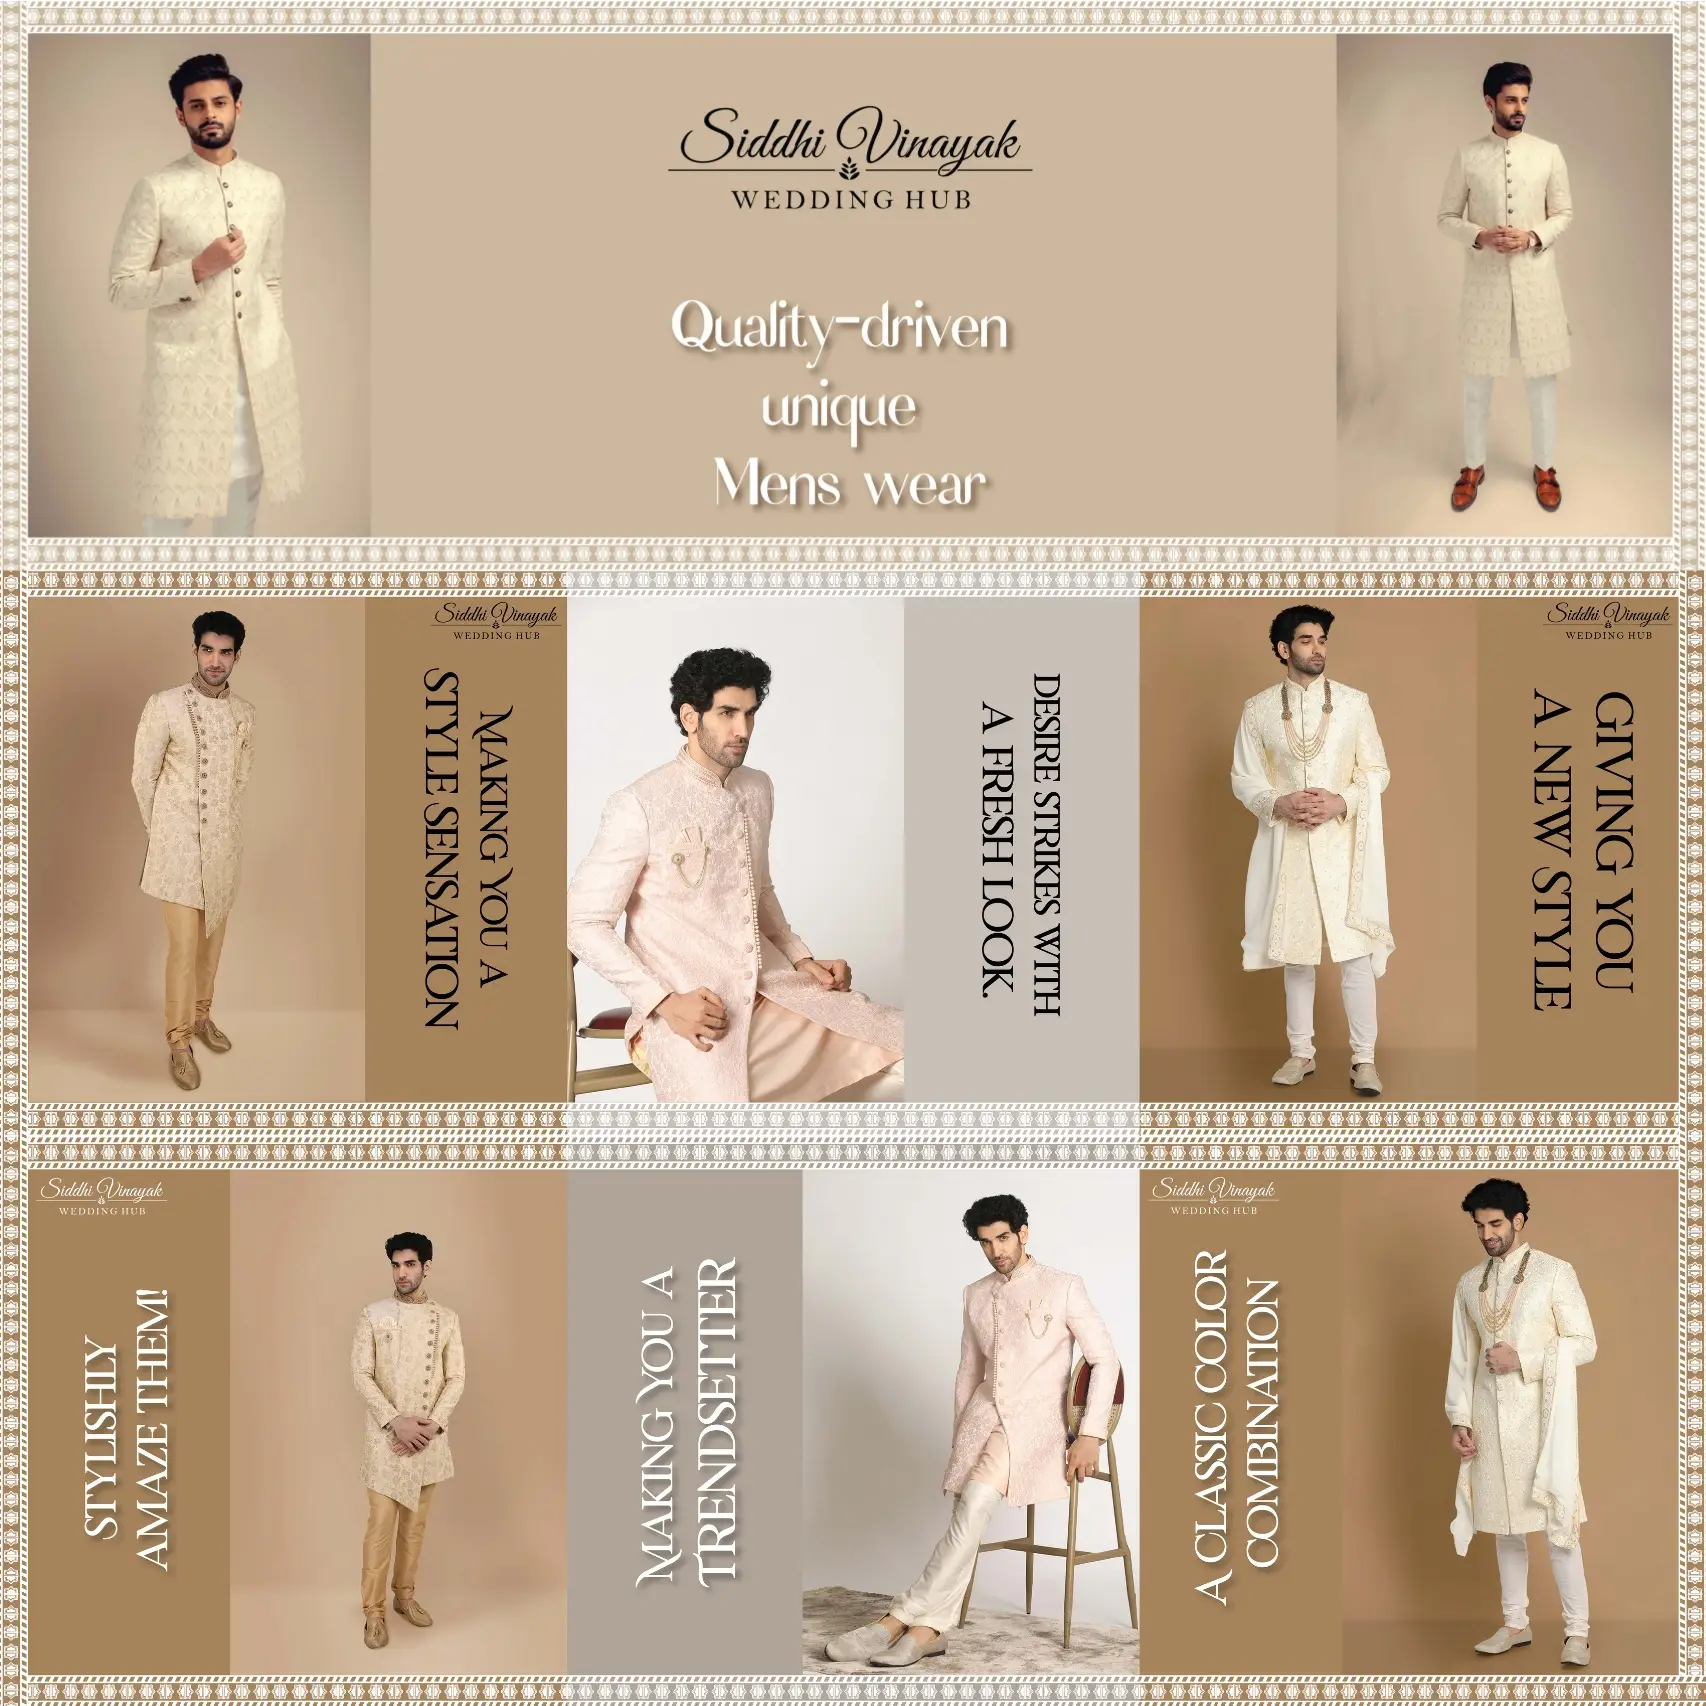 Siddhi Vinayak
WEDDING HUB
Quality-driven
unique
Mens wear
Siddhi Vinayak
WEDDING HUB
MAKING YOU A
STYLE SENSATION
DESIRE STRIKES WITH
A FRESH LOOK.
Siddhi Vinayak
WEDDING HUB
GIVING YOU
A NEW STYLE
Siddhi Vinayak
WEDDING HUB
STYLISHLY
AMAZE THEM!
MAKING YOU A
TRENDSETTER
Siddhi Vinayak
WEDDING HUB
A CLASSIC COLOR
COMBINATION